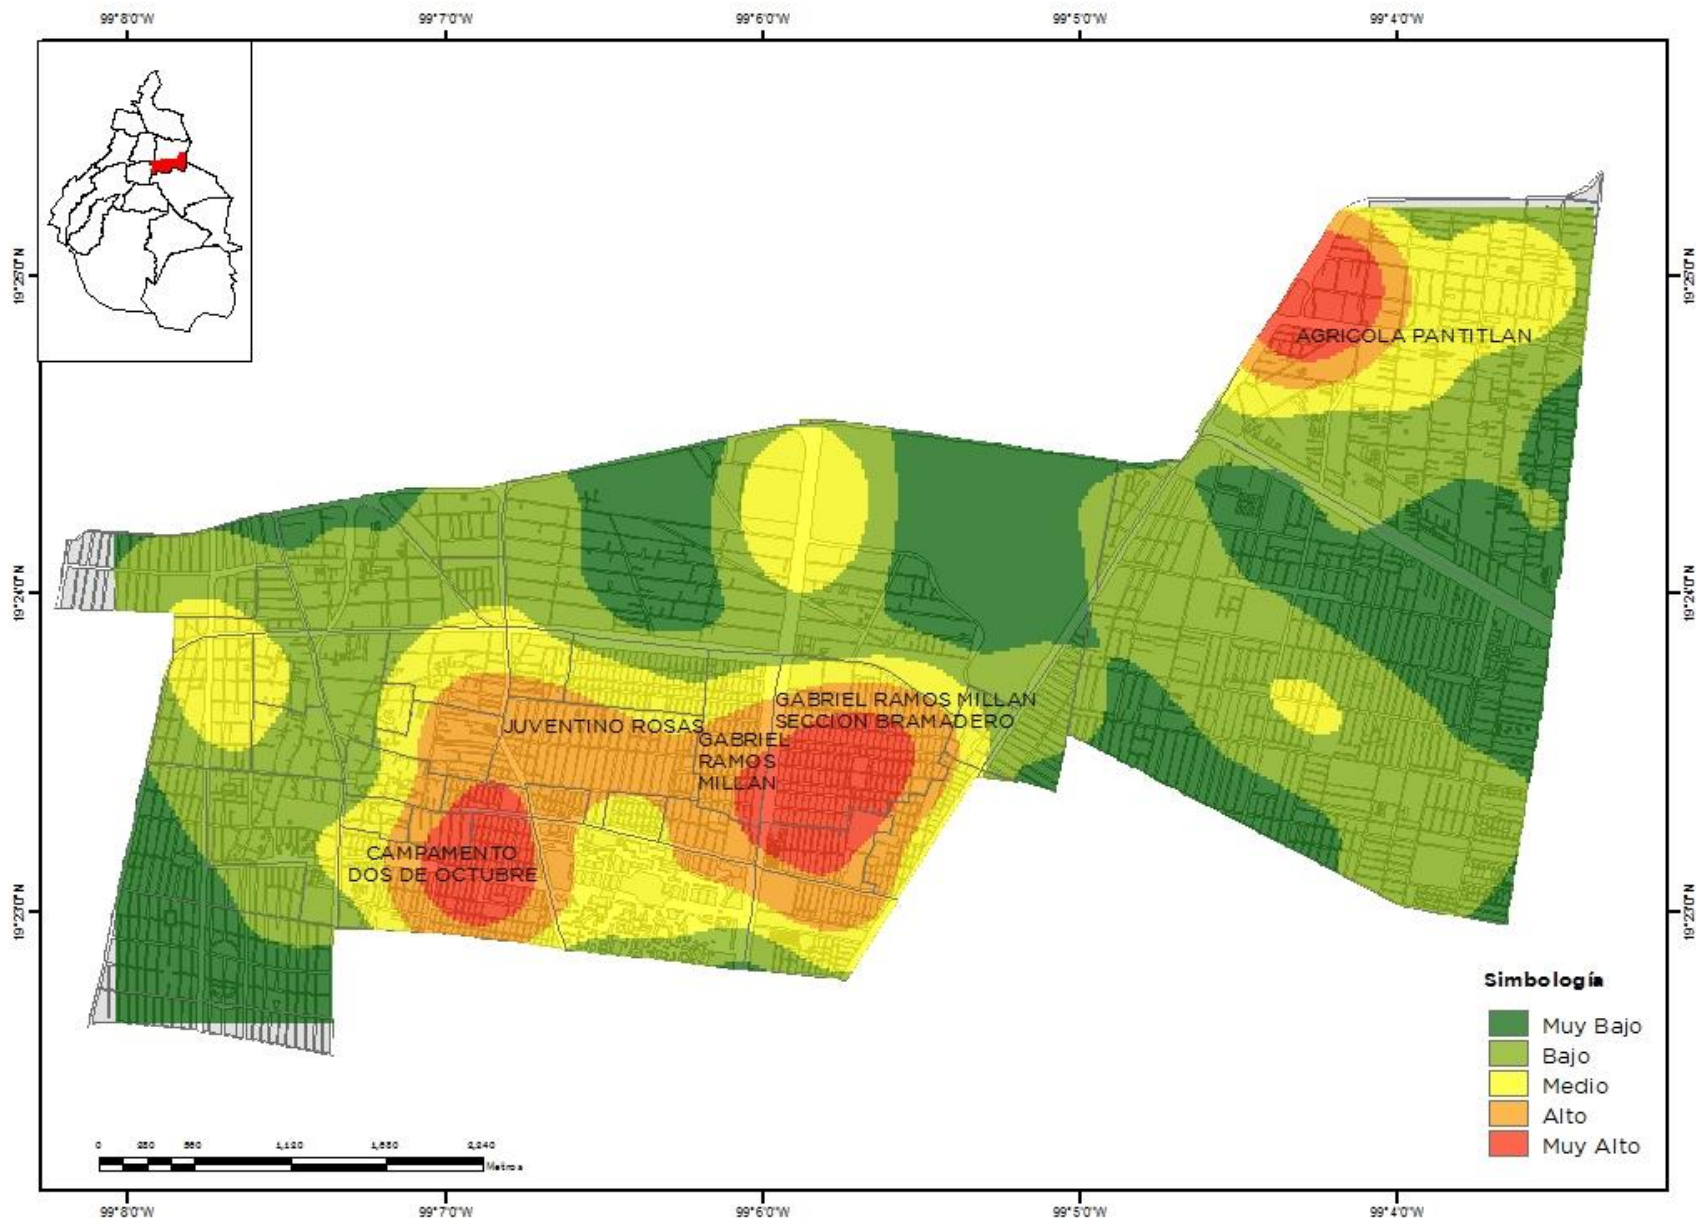 99°8'0"W 99°7'0"W 99°6'0"W 99°5'0"W 99°4'0"W
19°25'0"N 19°25'0"N
AGRICOLA PANTITLAN
19°24'0"N 19°24'0"N
GABRIEL RAMOS MILLAN
SECCION BRAMADERO
JUVENTINO ROSAS
GABRIEL
RAMOS
MILLAN
CAMPAMENTO
DOS DE OCTUBRE
19°23'0"N 19°23'0"N
Simbología
Muy Bajo
Bajo
Medio
Alto
Muy Alto
0 280 560 1,120 1,680 2,240
Metros
99°8'0"W 99°7'0"W 99°6'0"W 99°5'0"W 99°4'0"W